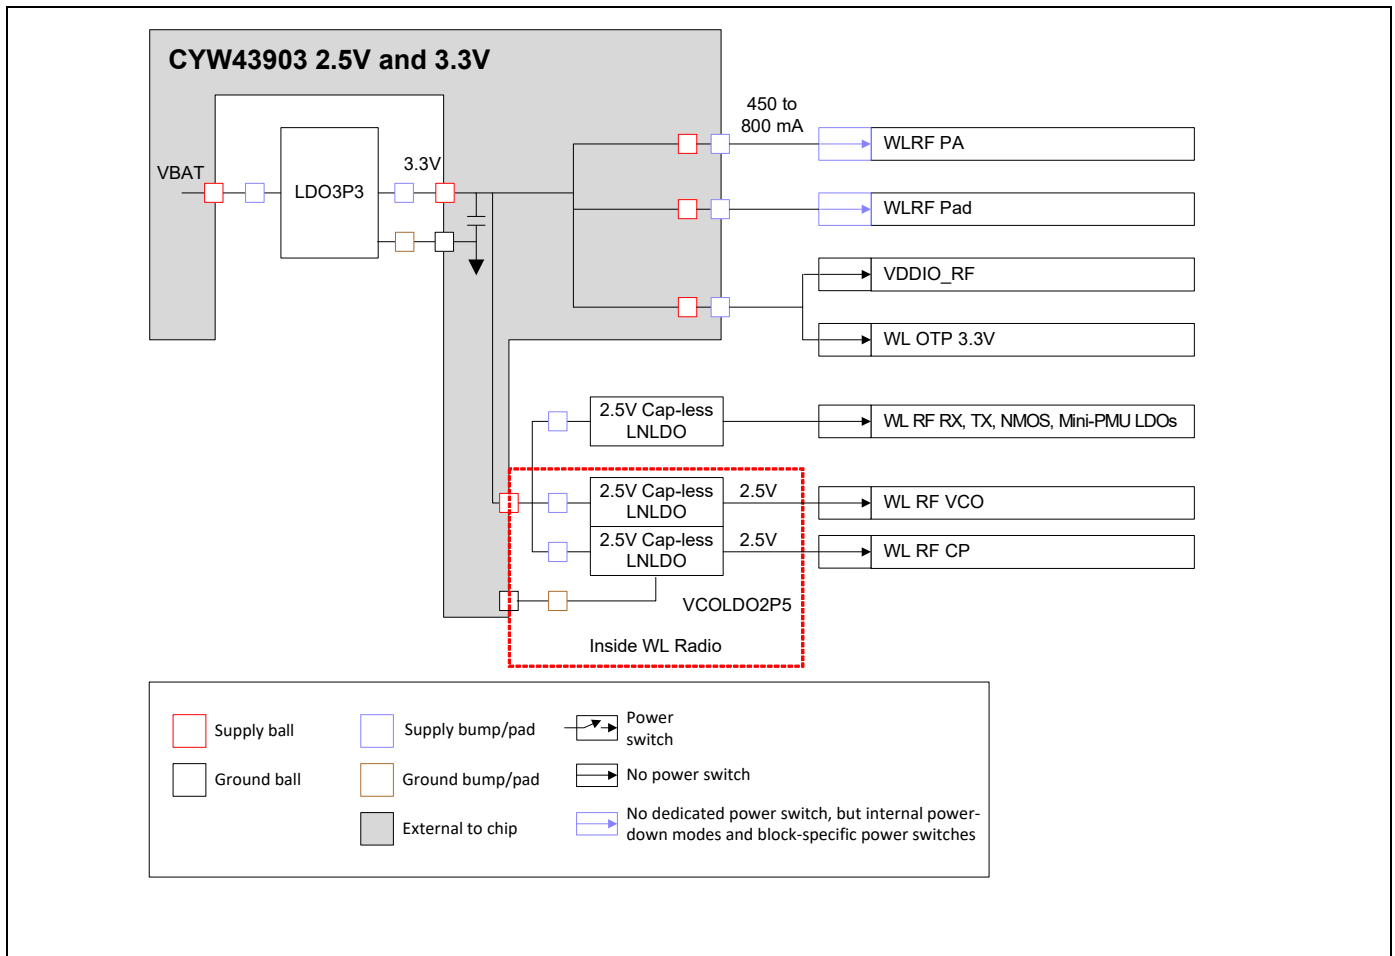 CYW43903 2.5V and 3.3V
450 to
800 mA
WLRF PA
VBAT
3.3V
LDO3P3
WLRF Pad
VDDIO_RF
WL OTP 3.3V
2.5V Cap-less
LNLDO
WL RF RX, TX, NMOS, Mini-PMU LDOs
2.5V Cap-less
LNLDO
2.5V
WL RF VCO
2.5V Cap-less
LNLDO
2.5V
WL RF CP
VCOLDO2P5
Inside WL Radio
Supply ball
Supply bump/pad
Power
switch
Ground ball
Ground bump/pad
No power switch
External to chip
No dedicated power switch, but internal power-
down modes and block-specific power switches